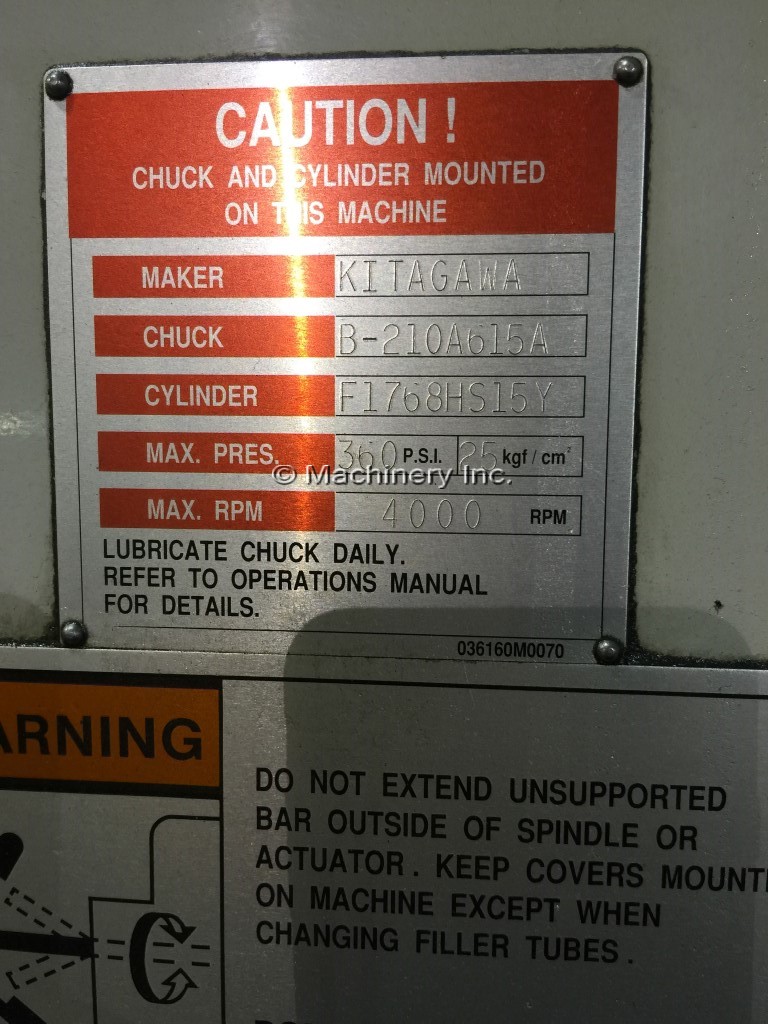 CAUTION !
CHUCK AND CYLINDER MOUNTED
ON THIS MACHINE
MAKER KITAGAWA
CHUCK B-210A615A
CYLINDER F1768HS15Y
MAX. PRES. 360 P.S.I. 25 kgf / cm²
© Machinery Inc.
MAX. RPM 4000 RPM
LUBRICATE CHUCK DAILY.
REFER TO OPERATIONS MANUAL
FOR DETAILS.
036160M0070
ARNING
DO NOT EXTEND UNSUPPORTED
BAR OUTSIDE OF SPINDLE OR
ACTUATOR. KEEP COVERS MOUNT
ON MACHINE EXCEPT WHEN
CHANGING FILLER TUBES.